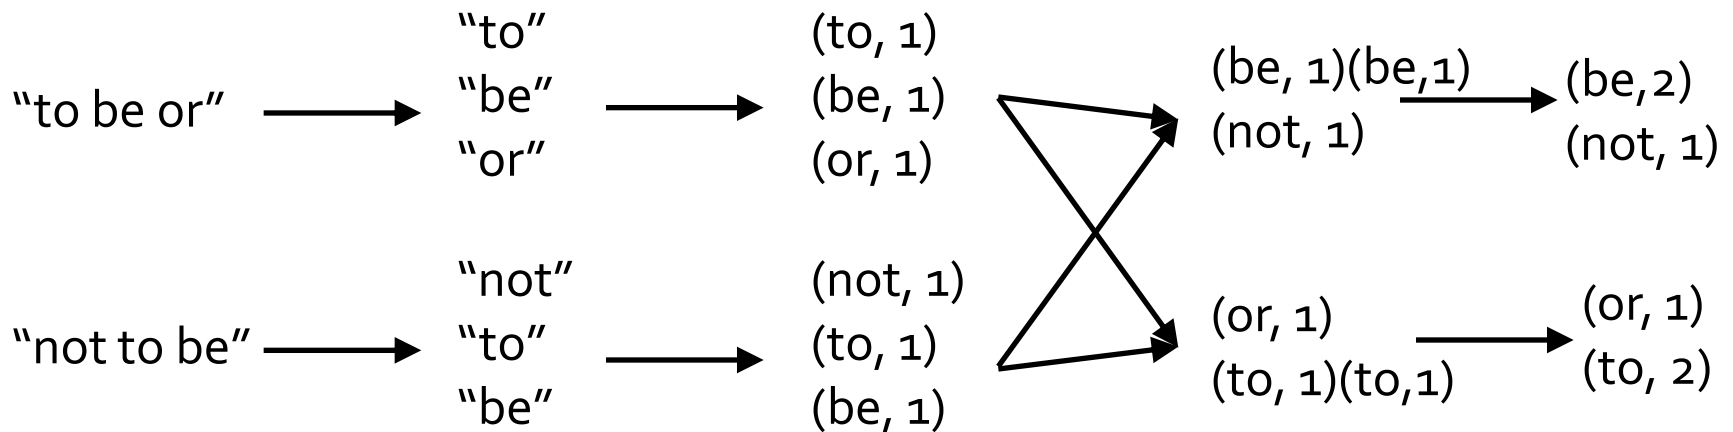 “to be or”
“to”
“be”
“or”
(to, 1)
(be, 1)
(or, 1)
(be, 1)(be,1)
(not, 1)
(be,2)
(not, 1)
“not to be”
“not”
“to”
“be”
(not, 1)
(to, 1)
(be, 1)
(or, 1)
(to, 1)(to,1)
(or, 1)
(to, 2)